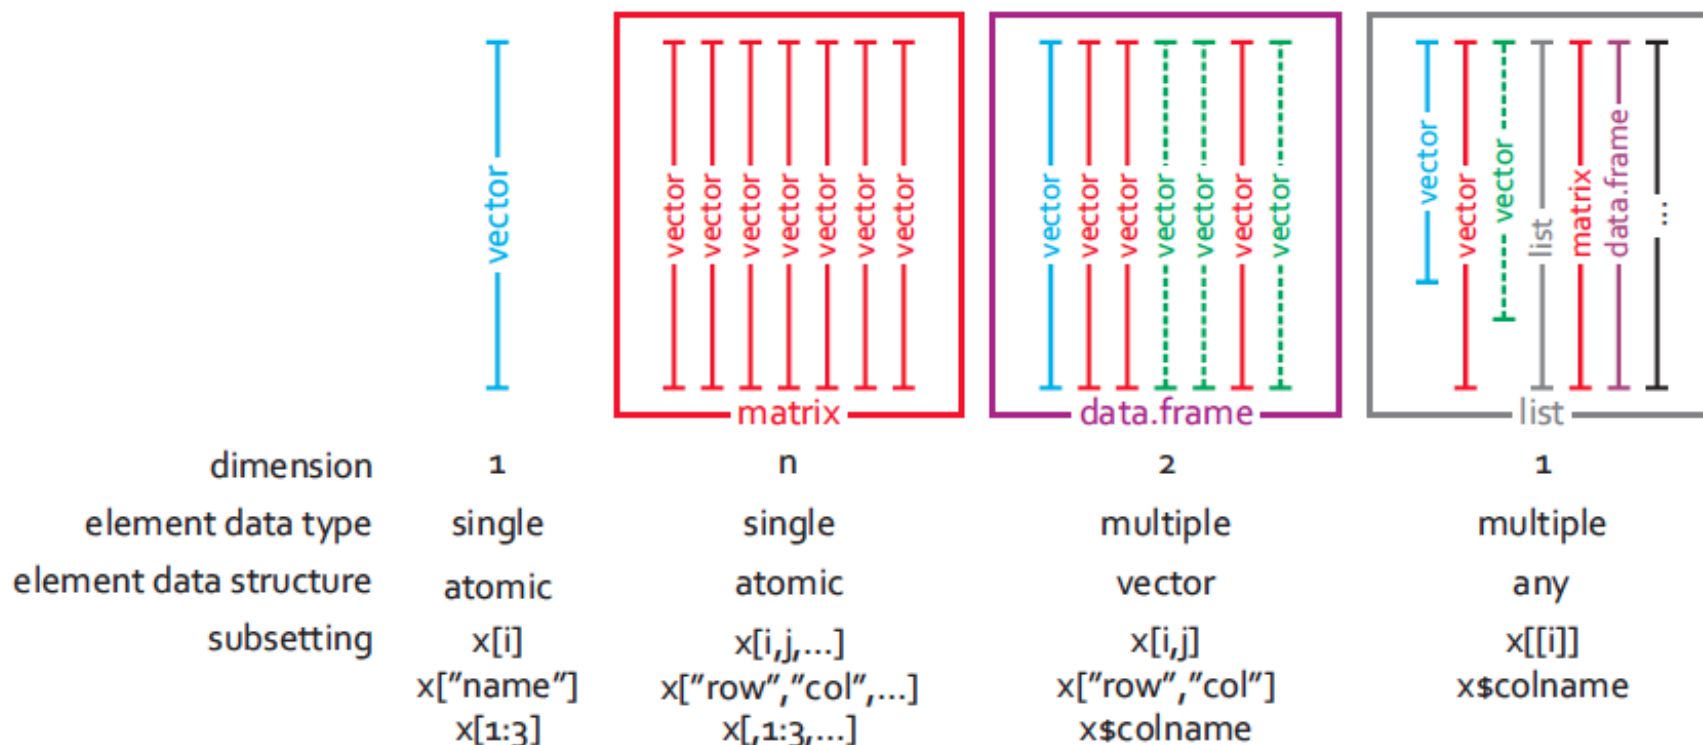 vector
vector
vector
vector
vector
vector
vector
vector
matrix
vector
vector
vector
vector
vector
vector
vector
data.frame
vector
vector
vector
list
matrix
data.frame
...
list
dimension 1 n 2 1
element data type single single multiple multiple
element data structure atomic atomic vector any
subsetting x[i] x[i,j,...] x[i,j] x[[i]]
x["name"] x["row","col",...] x["row","col"] x$colname
x[1:3] x[,1:3,...] x$colname